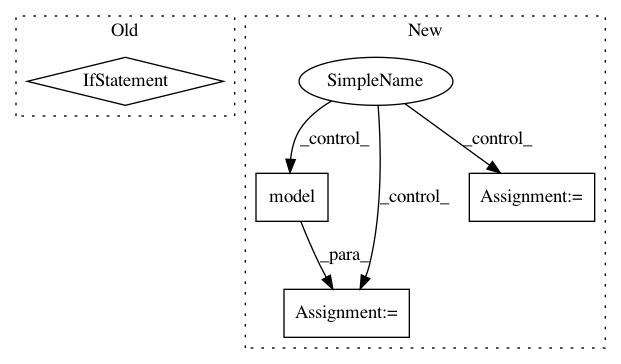 Old
New
IfStatement
SimpleName
_control_
_control_
_control_
model
Assignment:=
_para_
Assignment:=